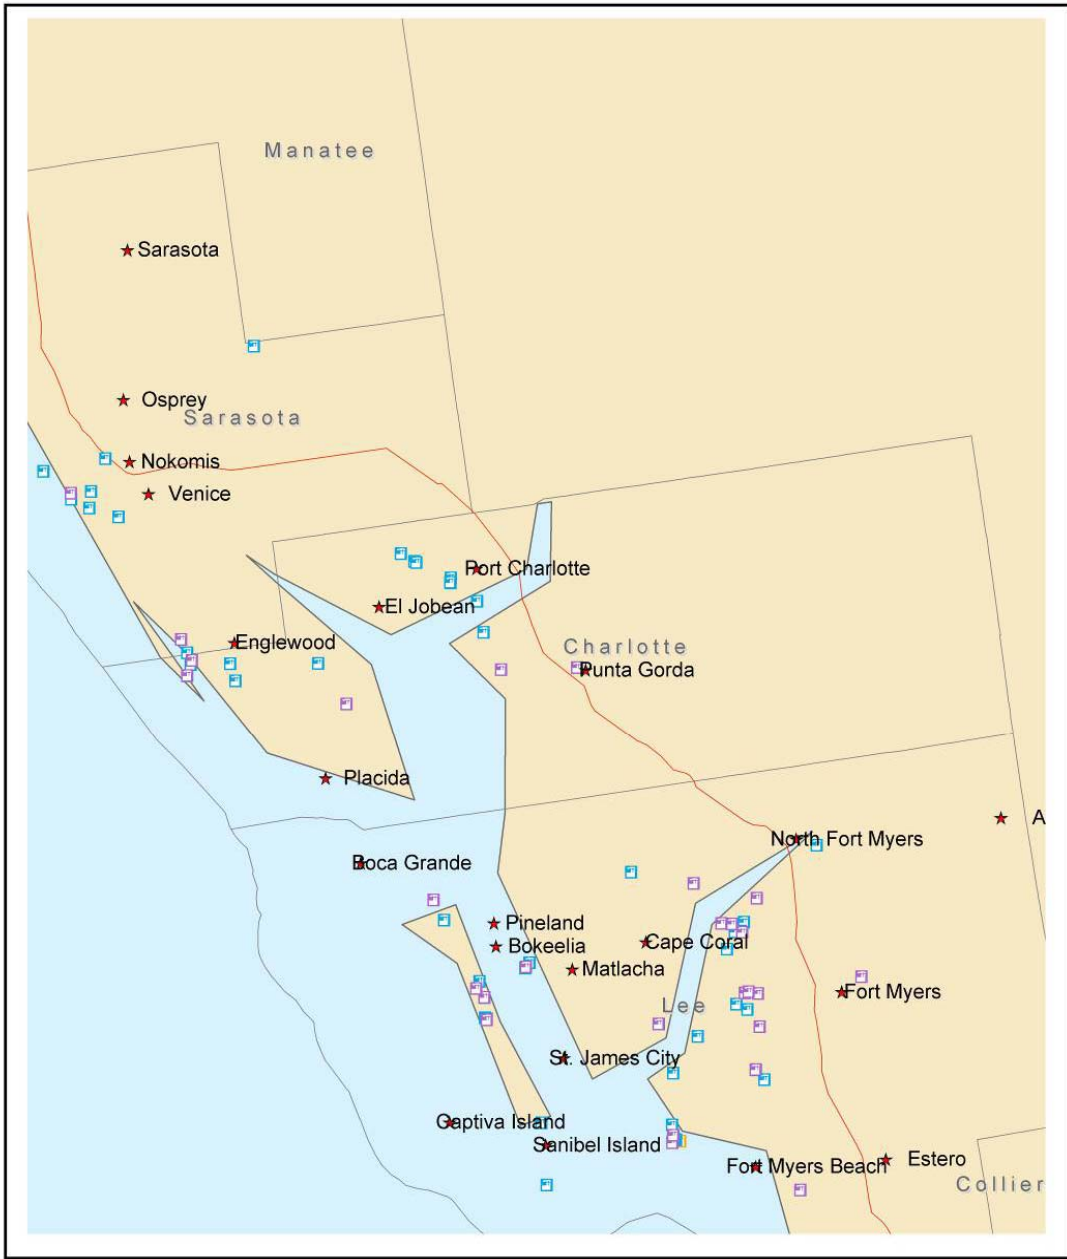 Manatee
Sarasota
Osprey
Sarasota
Nokomis
Venice
Port Charlotte
El Jobean
Englewood
Charlotte
Punta Gorda
Placida
A
North Fort Myers
Boca Grande
Pineland
Cape Coral
Bokeelia
Matlacha
Fort Myers
Lee
St. James City
Captiva Island
Sanibel Island
Estero
Fort Myers Beach
Collier